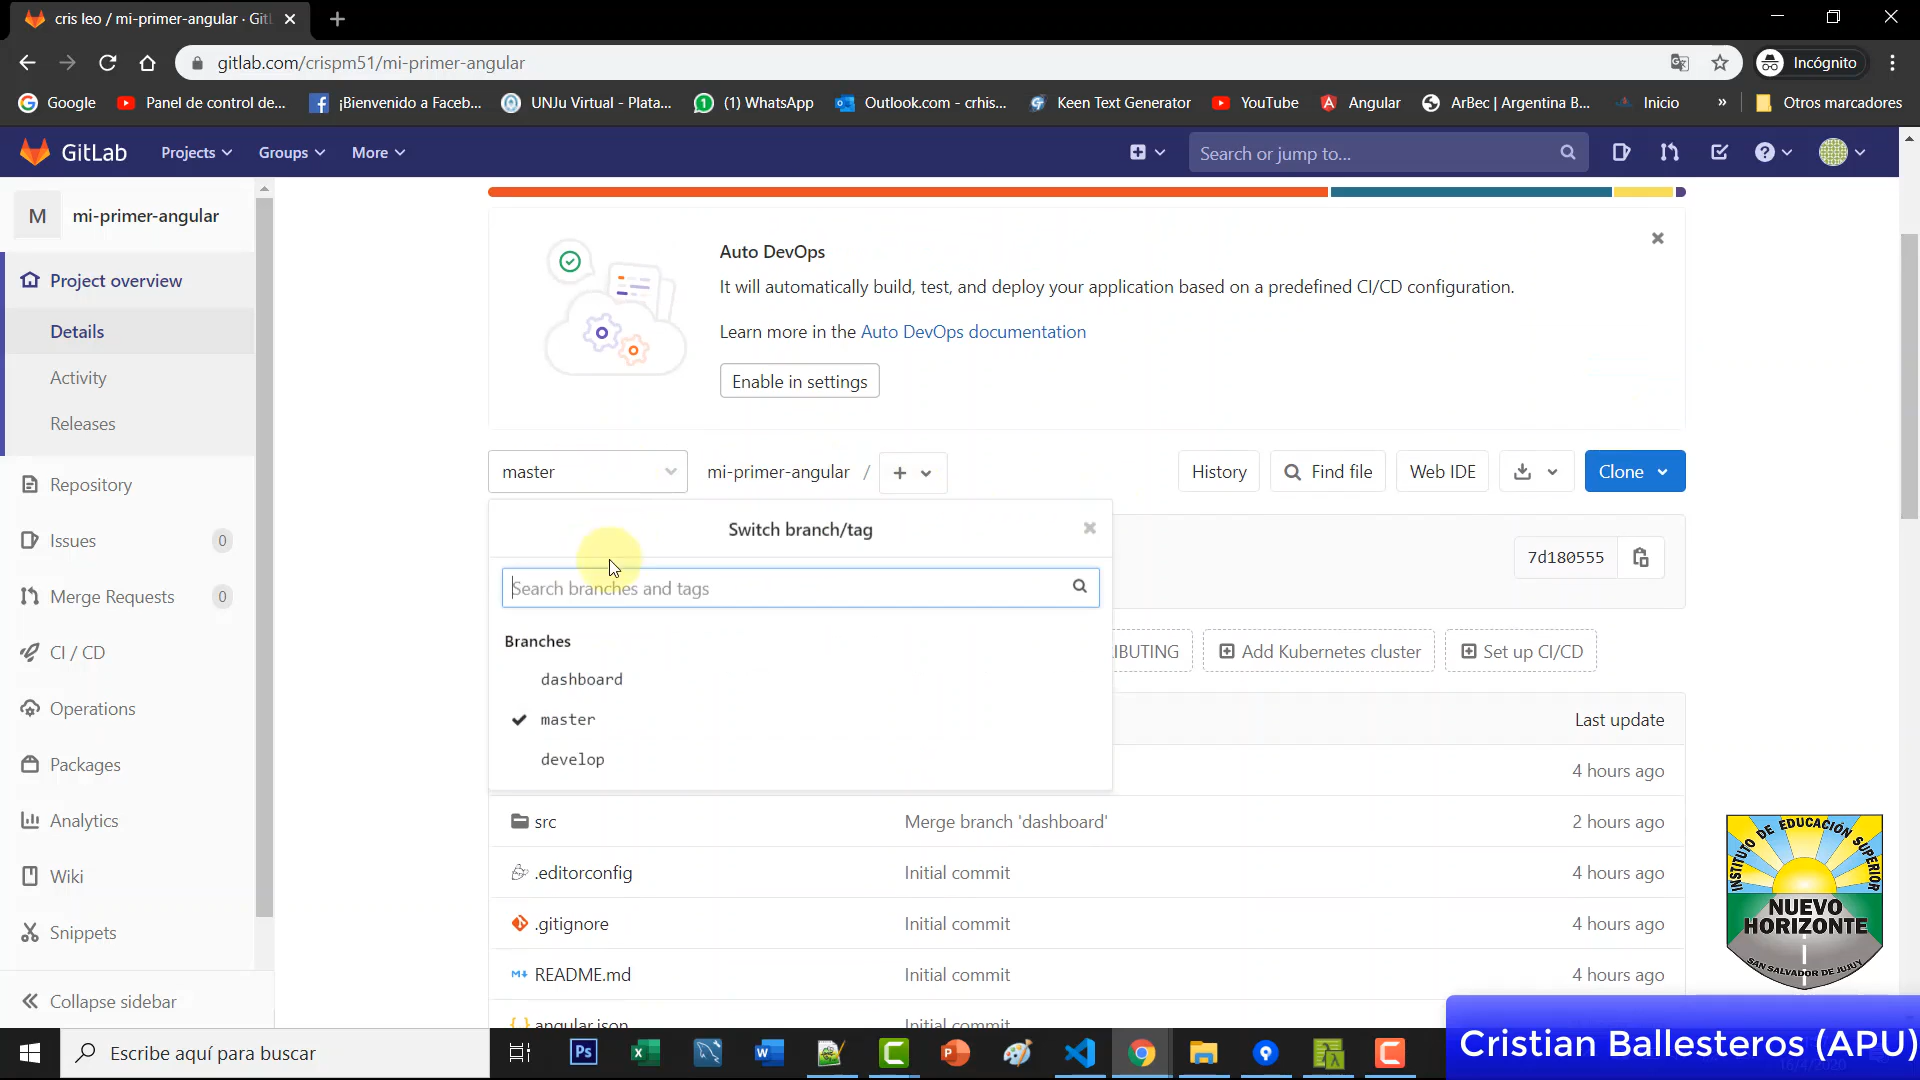 cris leo / mi-primer-angular · GitL
gitlab.com/crispm51/mi-primer-angular
Incógnito
Google
Panel de control de...
¡Bienvenido a Faceb...
UNJu Virtual - Plata...
(1) WhatsApp
Outlook.com - crhis...
Keen Text Generator
YouTube
Angular
ArBec | Argentina B...
Inicio
»
Otros marcadores
GitLab
Projects
Groups
More
Search or jump to...
M
mi-primer-angular
Project overview
Details
Activity
Releases
Repository
Issues 0
Merge Requests 0
CI / CD
Operations
Packages
Analytics
Wiki
Snippets
Collapse sidebar
Auto DevOps
It will automatically build, test, and deploy your application based on a predefined CI/CD configuration.
Learn more in the Auto DevOps documentation
Enable in settings
master
mi-primer-angular /
History
Find file
Web IDE
Clone
Switch branch/tag
Search branches and tags
Branches
dashboard
master
develop
7d180555
IBUTING
Add Kubernetes cluster
Set up CI/CD
Last update
4 hours ago
src Merge branch 'dashboard' 2 hours ago
.editorconfig Initial commit 4 hours ago
.gitignore Initial commit 4 hours ago
README.md Initial commit 4 hours ago
angular.json Initial commit
INSTITUTO DE EDUCACIÓN SUPERIOR
NUEVO
HORIZONTE
SAN SALVADOR DE JUJUY
Escribe aquí para buscar
Cristian Ballesteros (APU)